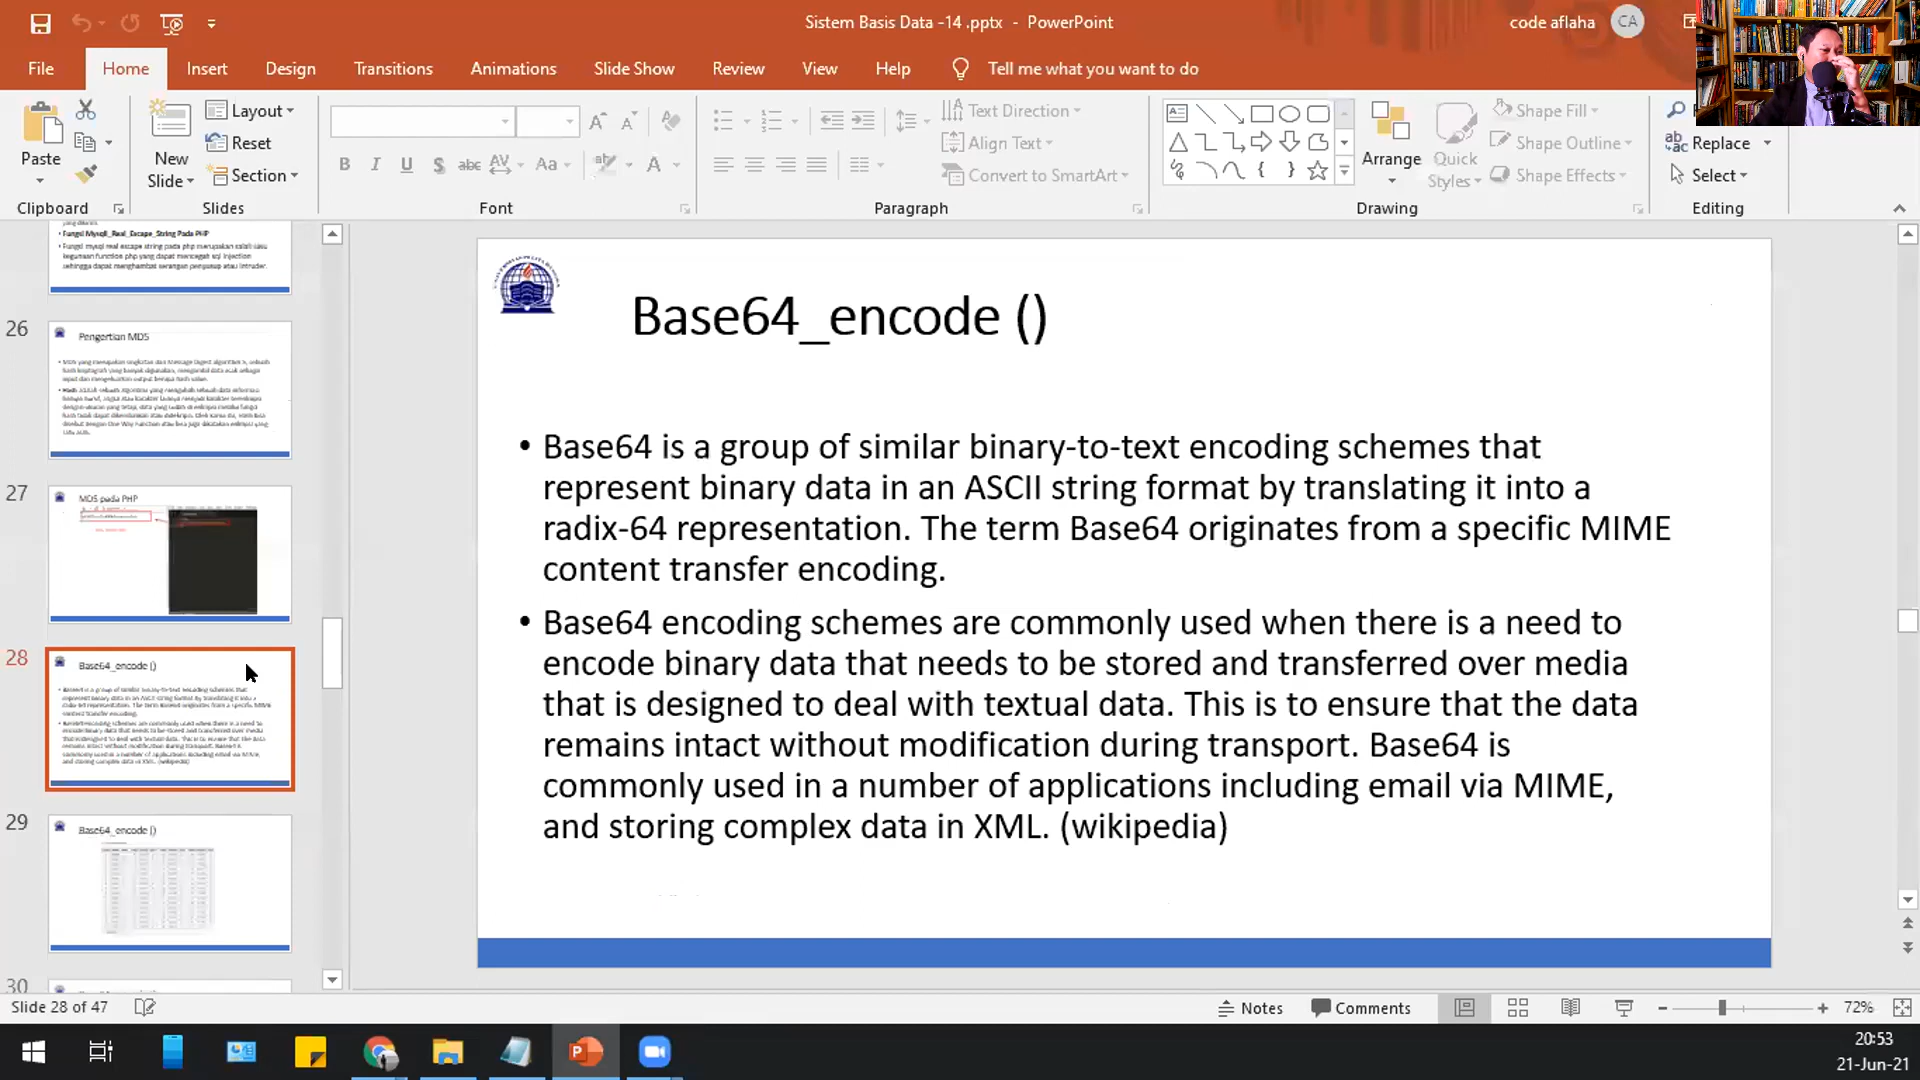 Sistem Basis Data -14 .pptx - PowerPoint
code aflaha
CA
File
Home
Insert
Design
Transitions
Animations
Slide Show
Review
View
Help
Tell me what you want to do
Paste
New
Slide
Layout
Reset
Section
Text Direction
Align Text
Convert to SmartArt
Arrange
Quick
Styles
Shape Fill
Shape Outline
Shape Effects
Replace
Select
Clipboard
Slides
Font
Paragraph
Drawing
Editing
Fungsi Mysqli_Real_Escape_String Pada PHP
26
Pengertian MD5
27
MD5 pada PHP
28
Base64_encode ()
29
Base64_encode ()
30
Base64_encode ()
• Base64 is a group of similar binary-to-text encoding schemes that
represent binary data in an ASCII string format by translating it into a
radix-64 representation. The term Base64 originates from a specific MIME
content transfer encoding.
• Base64 encoding schemes are commonly used when there is a need to
encode binary data that needs to be stored and transferred over media
that is designed to deal with textual data. This is to ensure that the data
remains intact without modification during transport. Base64 is
commonly used in a number of applications including email via MIME,
and storing complex data in XML. (wikipedia)
Slide 28 of 47
Notes
Comments
72%
20:53
21-Jun-21